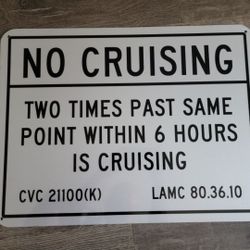 NO CRUISING
TWO TIMES PAST SAME
POINT WITHIN 6 HOURS
IS CRUISING
CVC 21100(K) LAMC 80.36.10